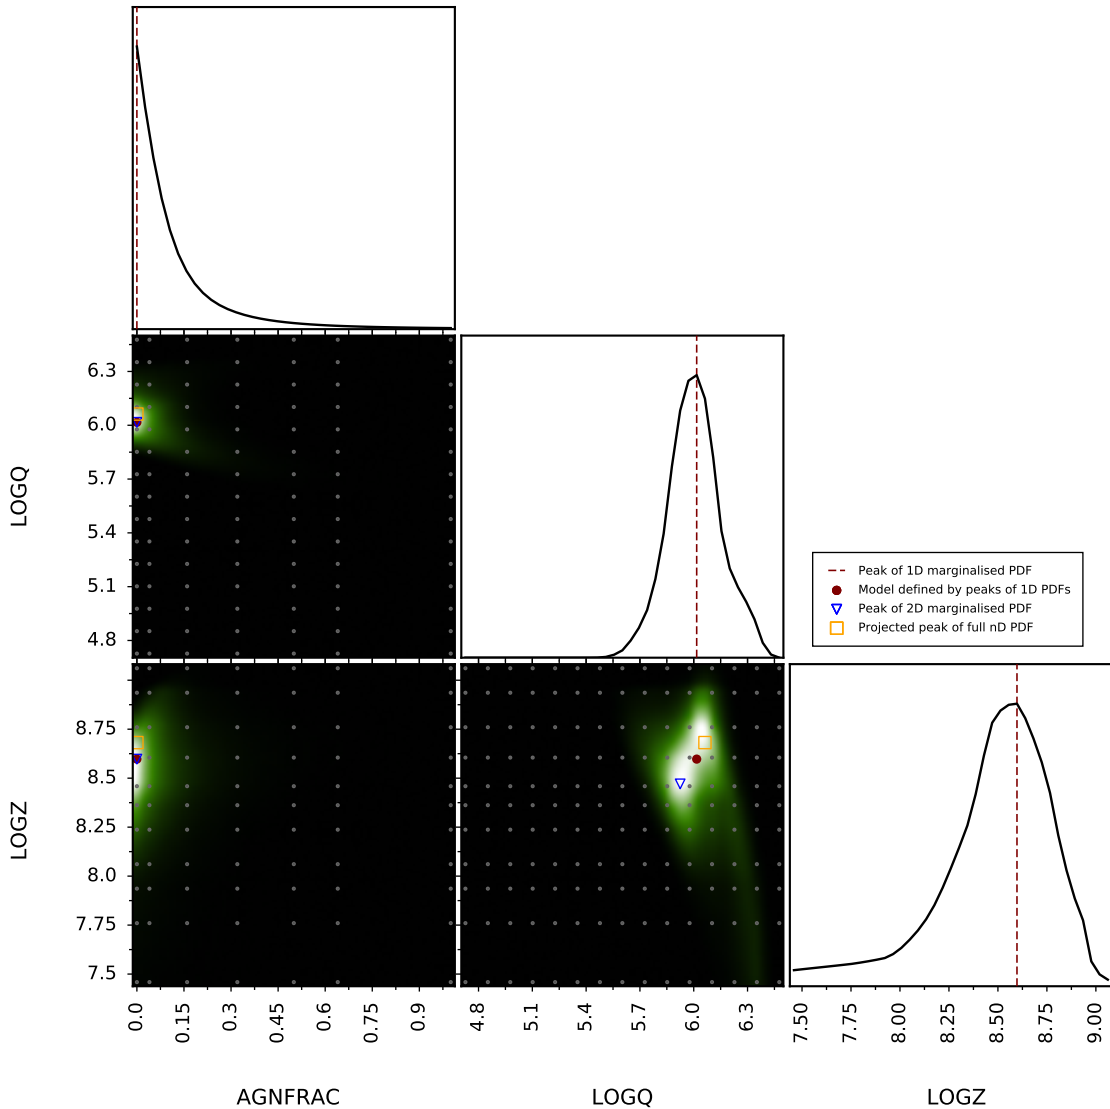 6.3
6.0
5.7
5.4
5.1
4.8
LOGQ
Peak of 1D marginalised PDF
Model defined by peaks of 1D PDFs
Peak of 2D marginalised PDF
Projected peak of full nD PDF
8.75
8.5
8.25
8.0
7.75
7.5
LOGZ
0.0 0.15 0.3 0.45 0.6 0.75 0.9
4.8 5.1 5.4 5.7 6.0 6.3
7.50 7.75 8.00 8.25 8.50 8.75 9.00
AGNFRAC
LOGQ
LOGZ